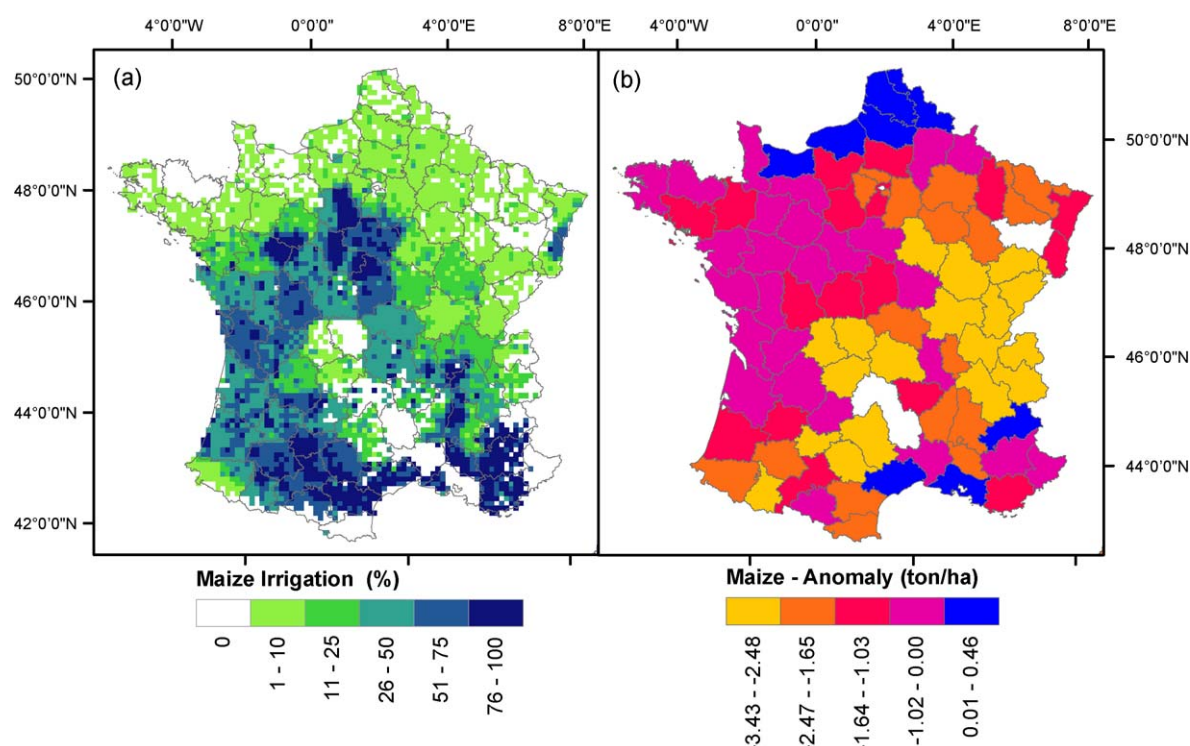 4°0'0"W 0°0'0" 4°0'0"E
4°0'0"W 0°0'0" 4°0'0"E 8°0'0"E
(a)
(b)
50°0'0"N
48°0'0"N
46°0'0"N
44°0'0"N
42°0'0"N
50°0'0"N
48°0'0"N
46°0'0"N
44°0'0"N
Maize Irrigation (%)
0
1 - 10
11 - 25
26 - 50
51 - 75
76 - 100
Maize - Anomaly (ton/ha)
3.43 - -2.48
2.47 - -1.65
1.64 - -1.03
-1.02 - 0.00
0.01 - 0.46